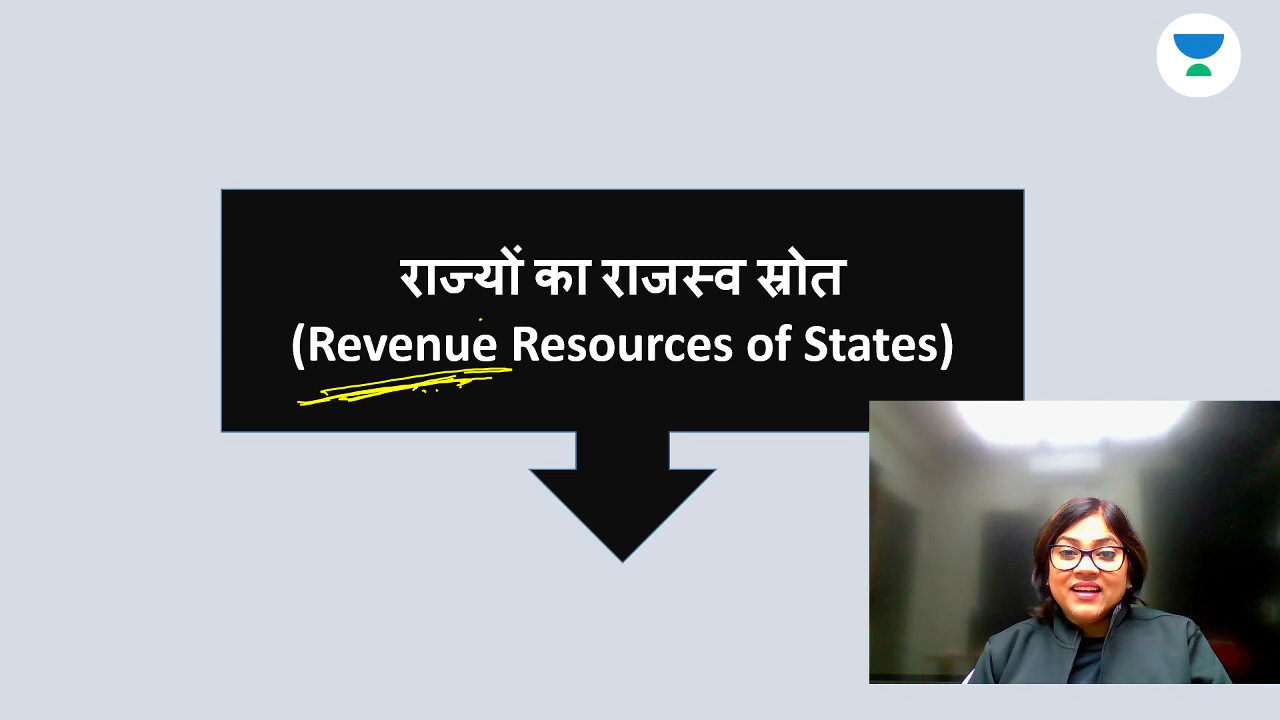 राज्यों का राजस्व स्रोत
(Revenue Resources of States)